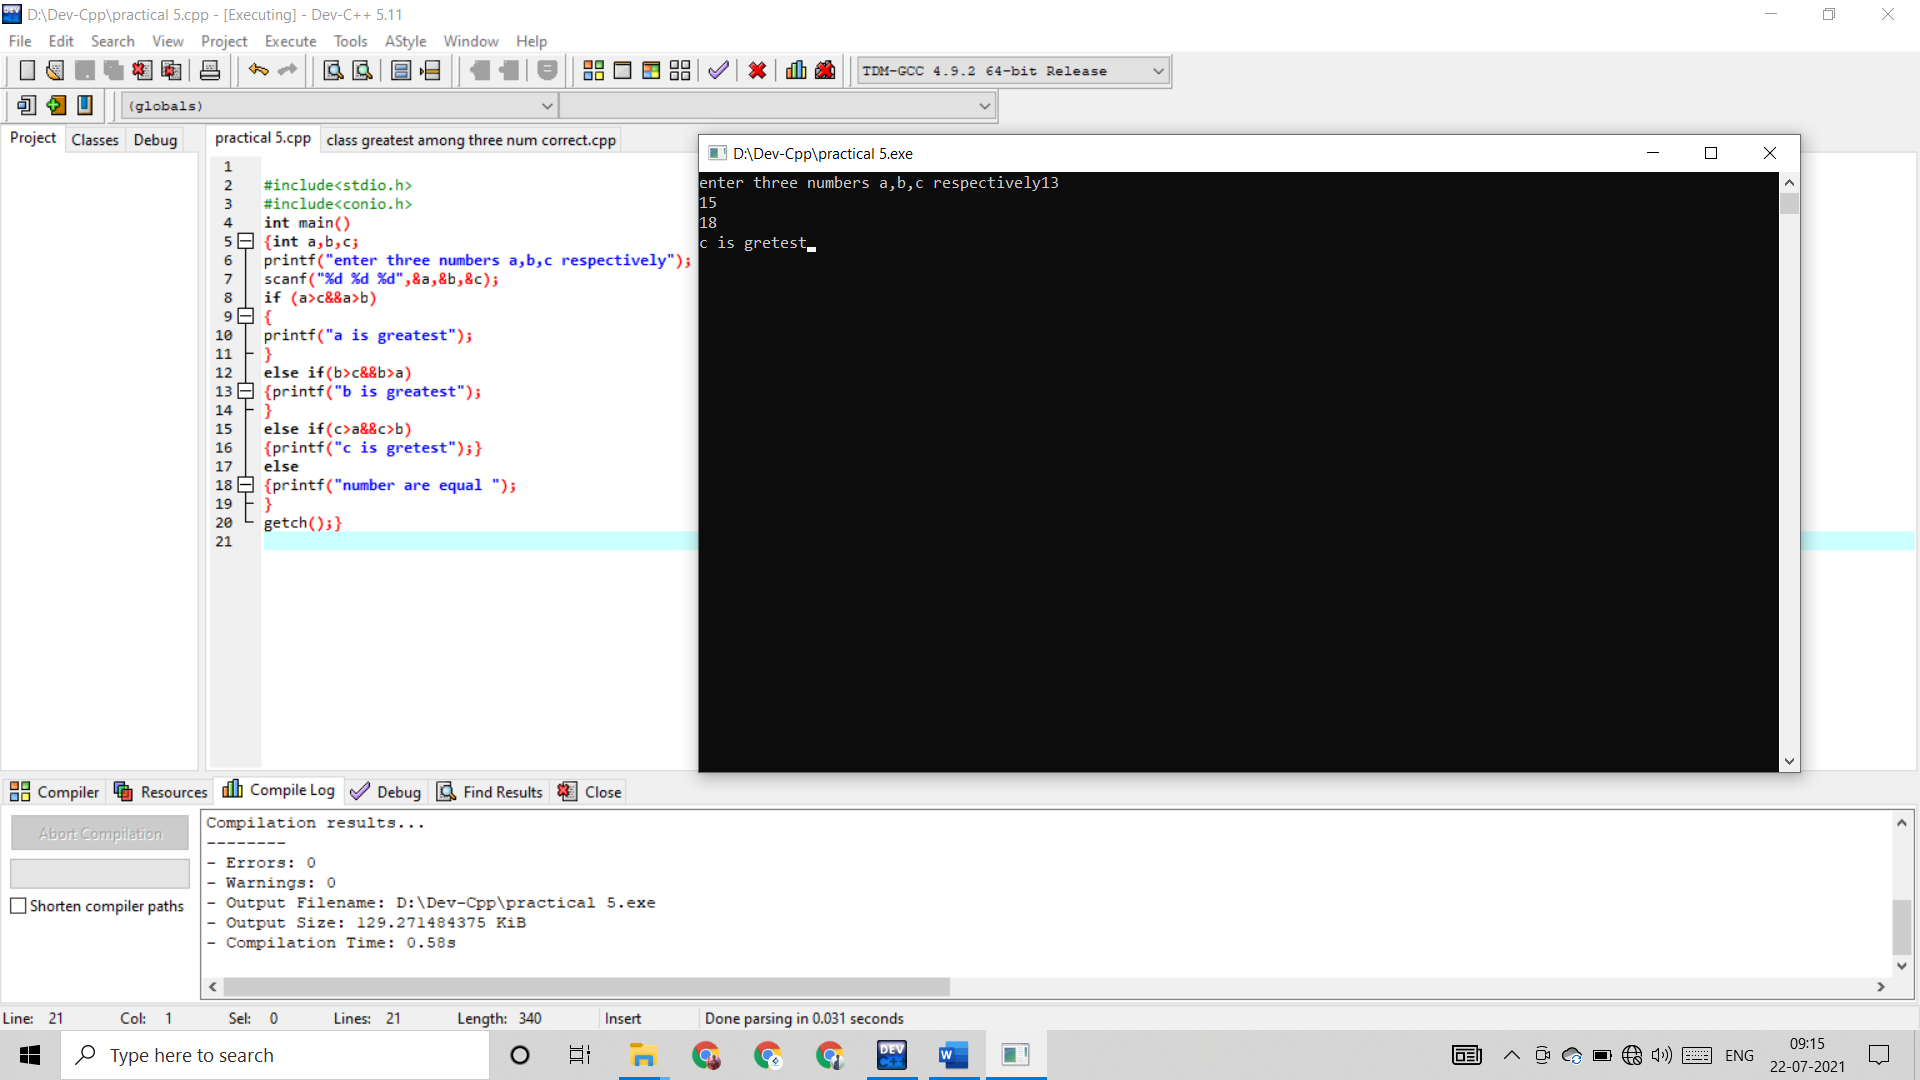 D:\Dev-Cpp\practical 5.cpp - [Executing] - Dev-C++ 5.11
File Edit Search View Project Execute Tools AStyle Window Help
TDM-GCC 4.9.2 64-bit Release
(globals)
Project Classes Debug
practical 5.cpp class greatest among three num correct.cpp
1
2 #include<stdio.h>
3 #include<conio.h>
4 int main()
5 {int a,b,c;
6 printf("enter three numbers a,b,c respectively");
7 scanf("%d %d %d",&a,&b,&c);
8 if (a>c&&a>b)
9 {
10 printf("a is greatest");
11 }
12 else if(b>c&&b>a)
13 {printf("b is greatest");
14 }
15 else if(c>a&&c>b)
16 {printf("c is gretest");}
17 else
18 {printf("number are equal ");
19 }
20 getch();}
21
D:\Dev-Cpp\practical 5.exe
enter three numbers a,b,c respectively13
15
18
c is gretest
Compiler Resources Compile Log Debug Find Results Close
Abort Compilation
Shorten compiler paths
Compilation results...
--------
- Errors: 0
- Warnings: 0
- Output Filename: D:\Dev-Cpp\practical 5.exe
- Output Size: 129.271484375 KiB
- Compilation Time: 0.58s
Line: 21 Col: 1 Sel: 0 Lines: 21 Length: 340 Insert Done parsing in 0.031 seconds
Type here to search
DEV C++
W
ENG
09:15
22-07-2021